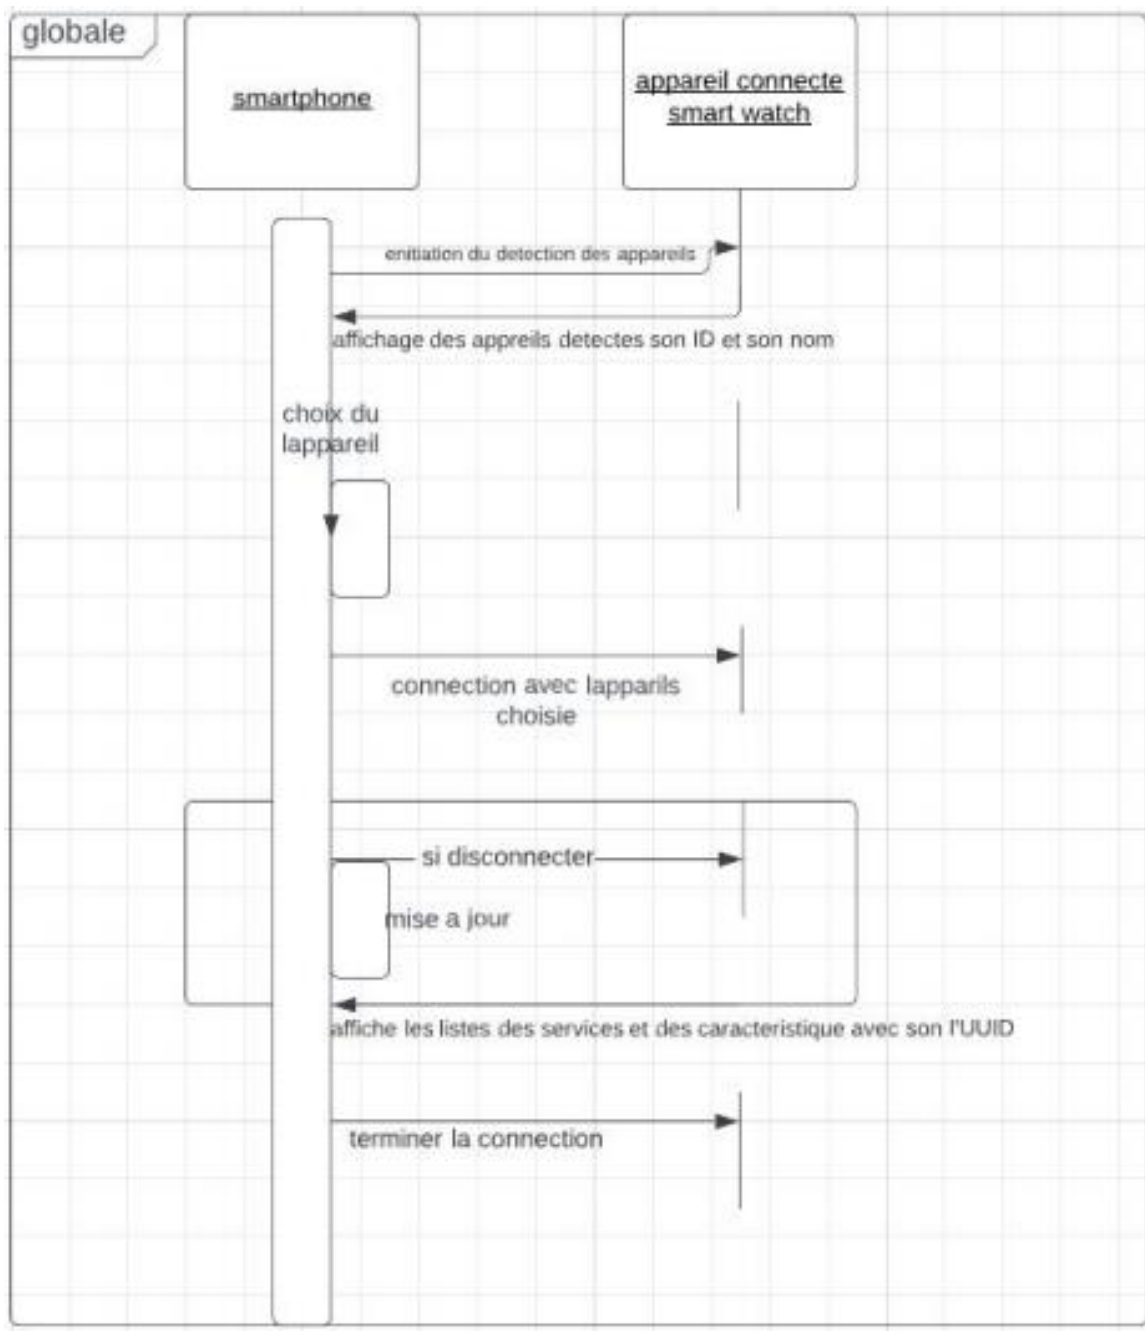 globale
smartphone
appareil connecte
smart watch
enitiation du detection des appareils
affichage des appreils detectes son ID et son nom
choix du
lappareil
connection avec lapparils
choisie
si disconnecter
mise a jour
affiche les listes des services et des caracteristique avec son l'UUID
terminer la connection